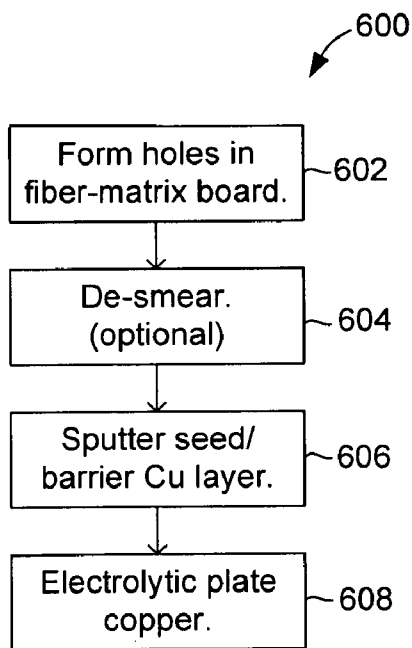 600
Form holes in
fiber-matrix board.
602
De-smear.
(optional)
604
Sputter seed/
barrier Cu layer.
606
Electrolytic plate
copper.
608